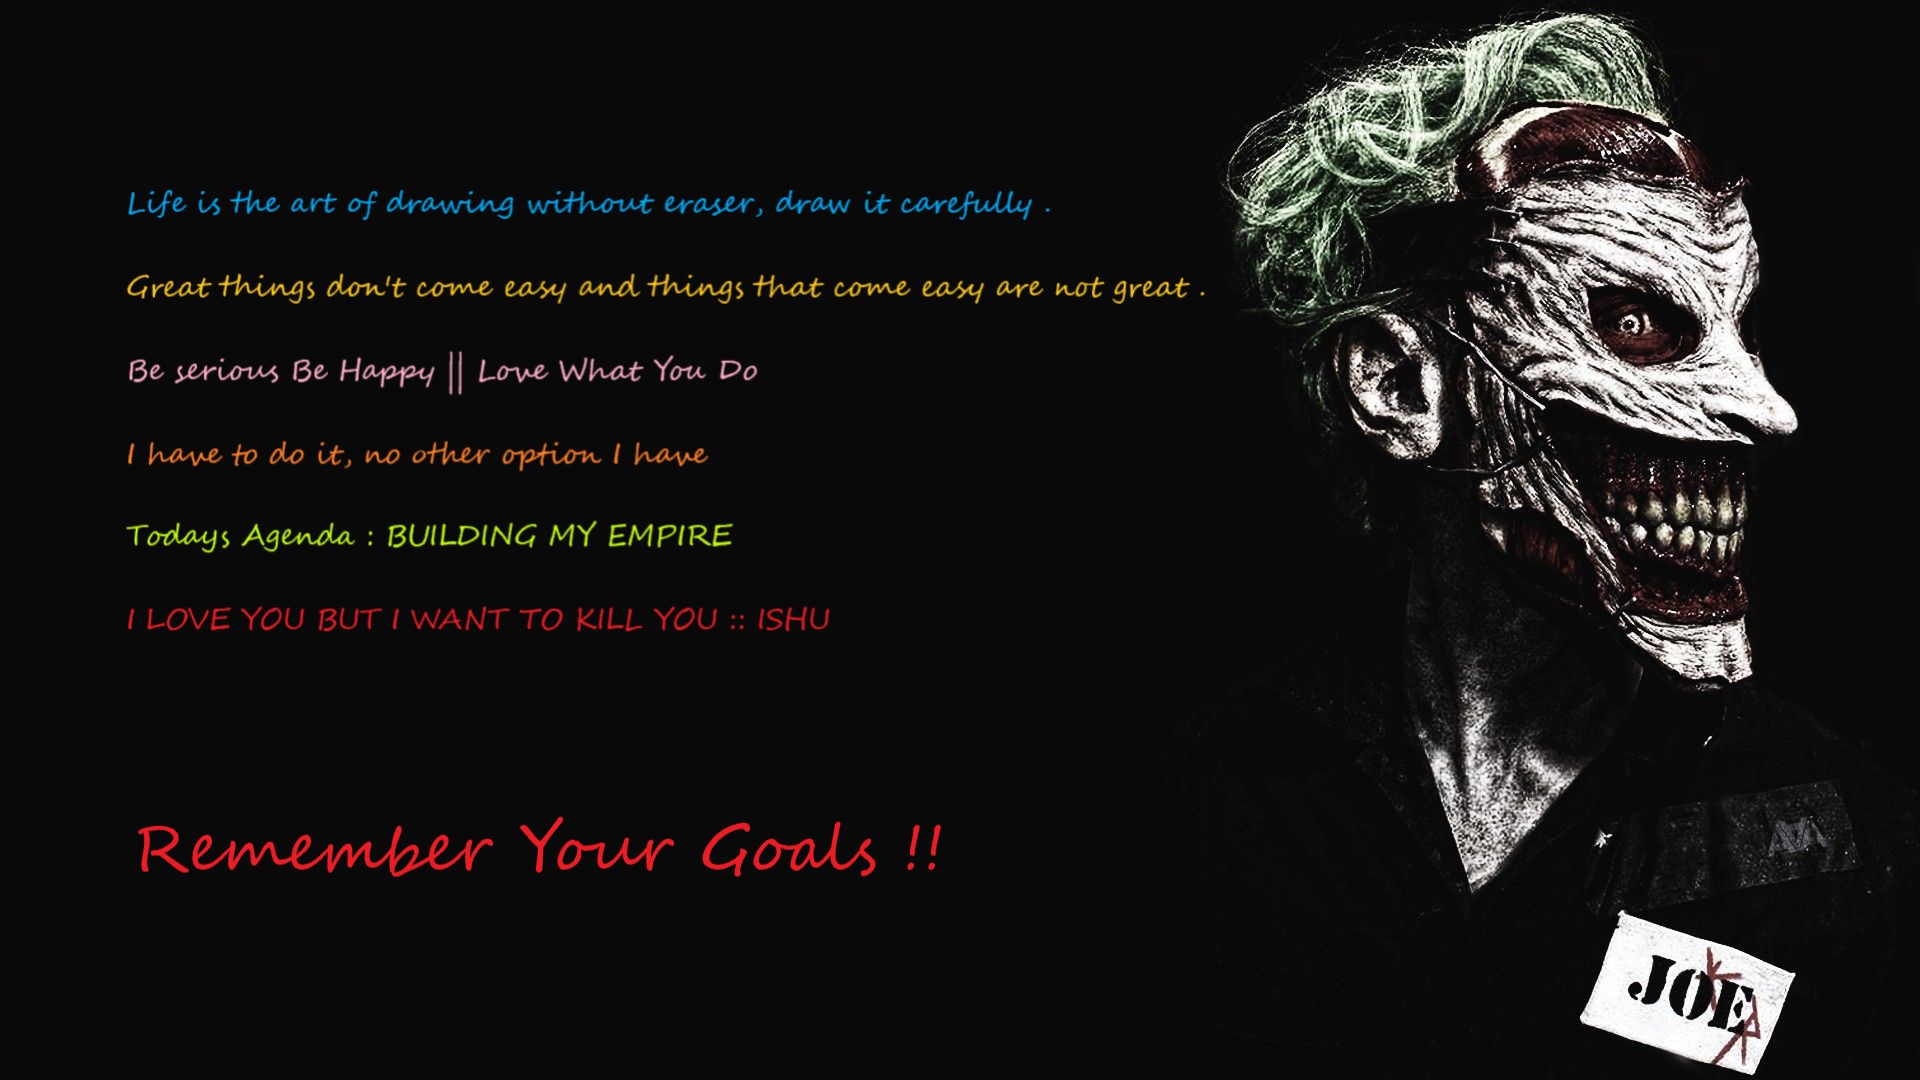 Life is the art of drawing without eraser, draw it carefully .
Great things don't come easy and things that come easy are not great .
Be serious Be Happy || Love What You Do
I have to do it, no other option I have
Todays Agenda : BUILDING MY EMPIRE
I LOVE YOU BUT I WANT TO KILL YOU :: ISHU
Remember Your Goals !!
JOKER